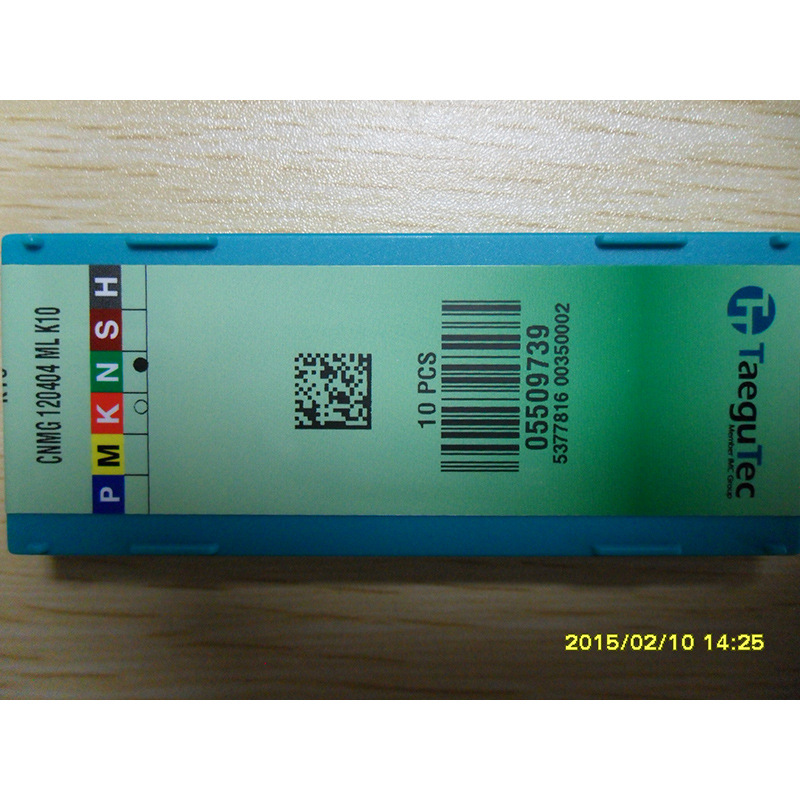 CNMG 120404 ML K10
P M K N S H
10 PCS
05509739
5377816 00350002
TaeguTec
Member IMC Group
2015/02/10 14:25